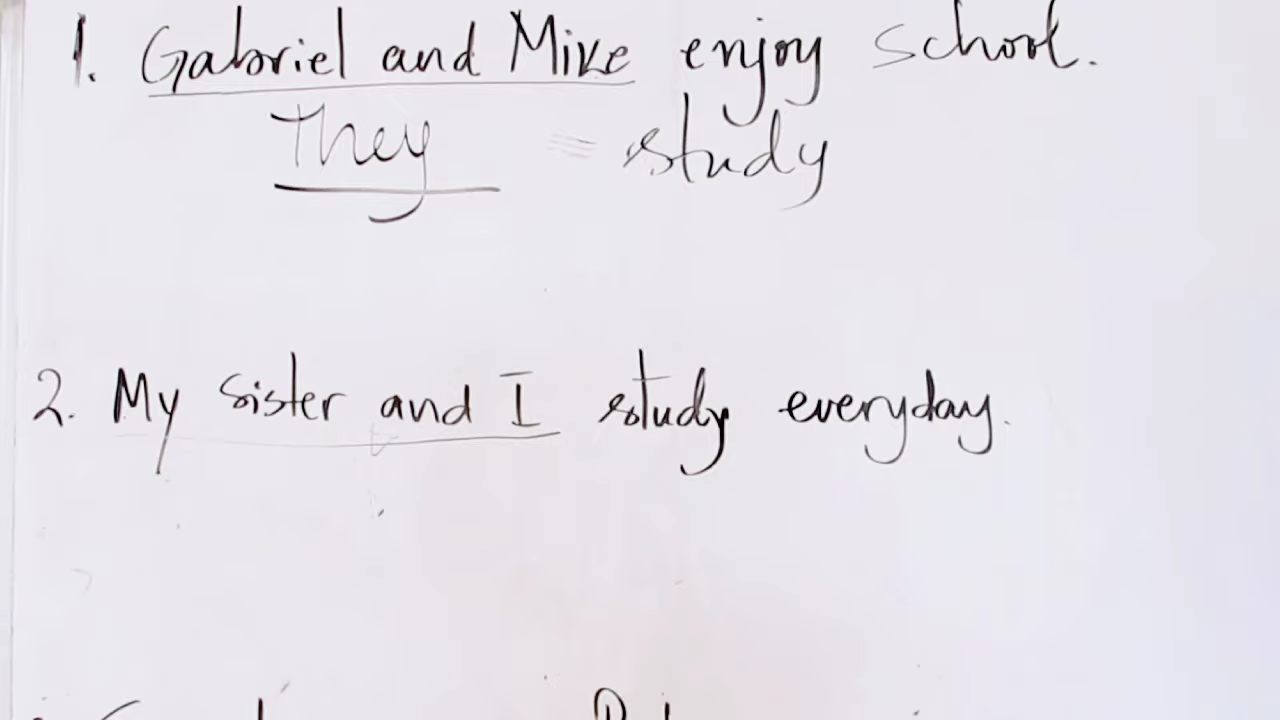 1. Gabriel and Mike enjoy school.
They = study
2. My sister and I study everyday.